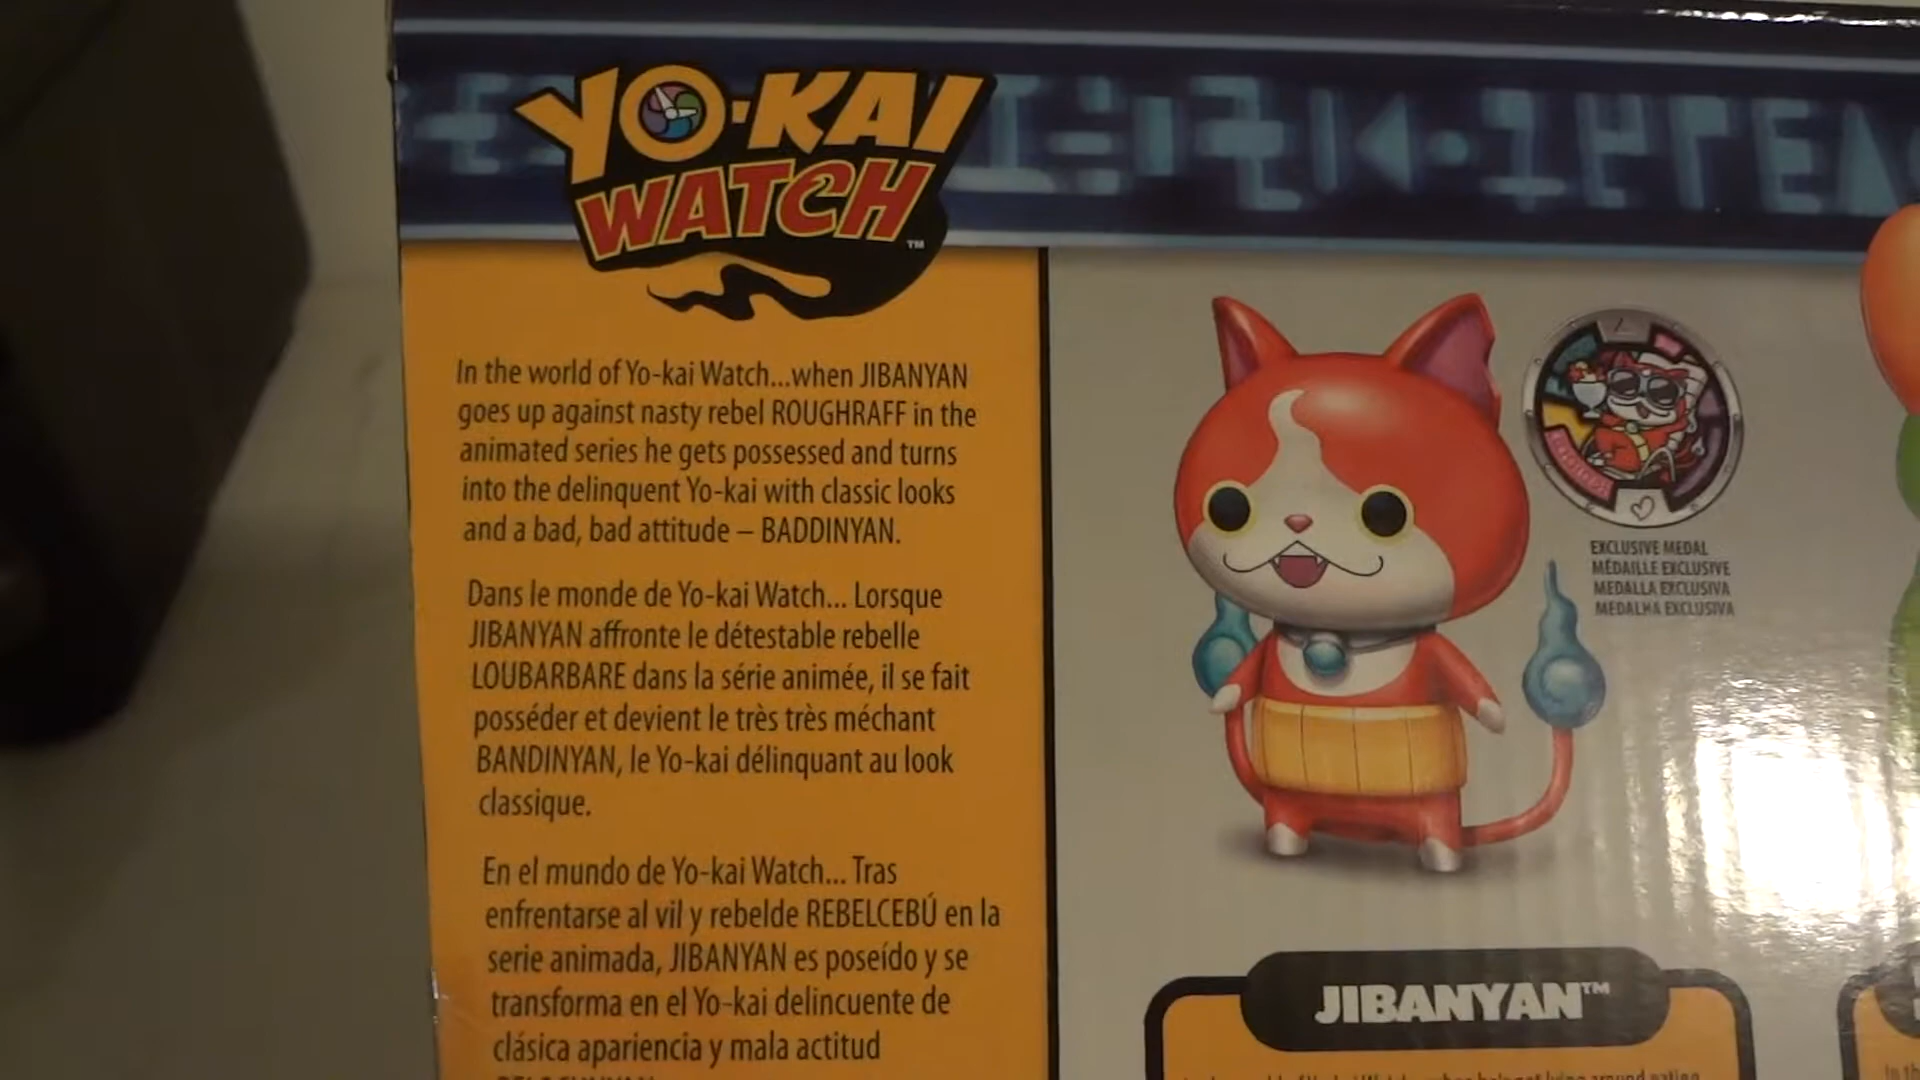 YO-KAI
WATCH™
In the world of Yo-kai Watch...when JIBANYAN
goes up against nasty rebel ROUGHRAFF in the
animated series he gets possessed and turns
into the delinquent Yo-kai with classic looks
and a bad, bad attitude – BADDINYAN.
Dans le monde de Yo-kai Watch... Lorsque
JIBANYAN affronte le détestable rebelle
LOUBARBARE dans la série animée, il se fait
posséder et devient le très très méchant
BANDINYAN, le Yo-kai délinquant au look
classique.
En el mundo de Yo-kai Watch... Tras
enfrentarse al vil y rebelde REBELCEBÚ en la
serie animada, JIBANYAN es poseído y se
transforma en el Yo-kai delincuente de
clásica apariencia y mala actitud
EXCLUSIVE MEDAL
MÉDAILLE EXCLUSIVE
MEDALLA EXCLUSIVA
MEDALHA EXCLUSIVA
JIBANYAN™